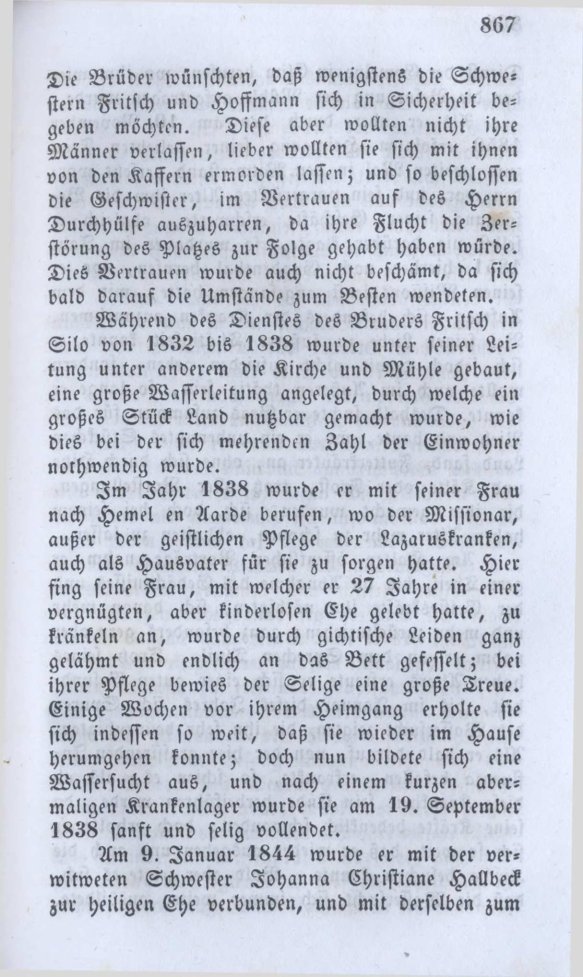 867
Die Brüder wünschten, daß wenigstens die Schwe-
stern Fritsch und Hoffmann sich in Sicherheit be-
geben möchten. Diese aber wollten nicht ihre
Männer verlassen, lieber wollten sie sich mit ihnen
von den Kaffern ermorden lassen; und so beschlossen
die Geschwister, im Vertrauen auf des Herrn
Durchhülfe auszuharren, da ihre Flucht die Zer-
störung des Platzes zur Folge gehabt haben würde.
Dies Vertrauen wurde auch nicht beschämt, da sich
bald darauf die Umstände zum Besten wendeten.
Während des Dienstes des Bruders Fritsch in
Silo von 1832 bis 1838 wurde unter seiner Lei-
tung unter anderem die Kirche und Mühle gebaut,
eine große Wasserleitung angelegt, durch welche ein
großes Stück Land nutzbar gemacht wurde, wie
dies bei der sich mehrenden Zahl der Einwohner
nothwendig wurde.
Im Jahr 1838 wurde er mit seiner Frau
nach Hemel en Aarde berufen, wo der Missionar,
außer der geistlichen Pflege der Lazaruskranken,
auch als Hausvater für sie zu sorgen hatte. Hier
fing seine Frau, mit welcher er 27 Jahre in einer
vergnügten, aber kinderlosen Ehe gelebt hatte, zu
kränkeln an, wurde durch gichtische Leiden ganz
gelähmt und endlich an das Bett gefesselt; bei
ihrer Pflege bewies der Selige eine große Treue.
Einige Wochen vor ihrem Heimgang erholte sie
sich indessen so weit, daß sie wieder im Hause
herumgehen konnte; doch nun bildete sich eine
Wassersucht aus, und nach einem kurzen aber-
maligen Krankenlager wurde sie am 19. September
1838 sanft und selig vollendet.
Am 9. Januar 1844 wurde er mit der ver-
witweten Schwester Johanna Christiane Hallbeck
zur heiligen Ehe verbunden, und mit derselben zum